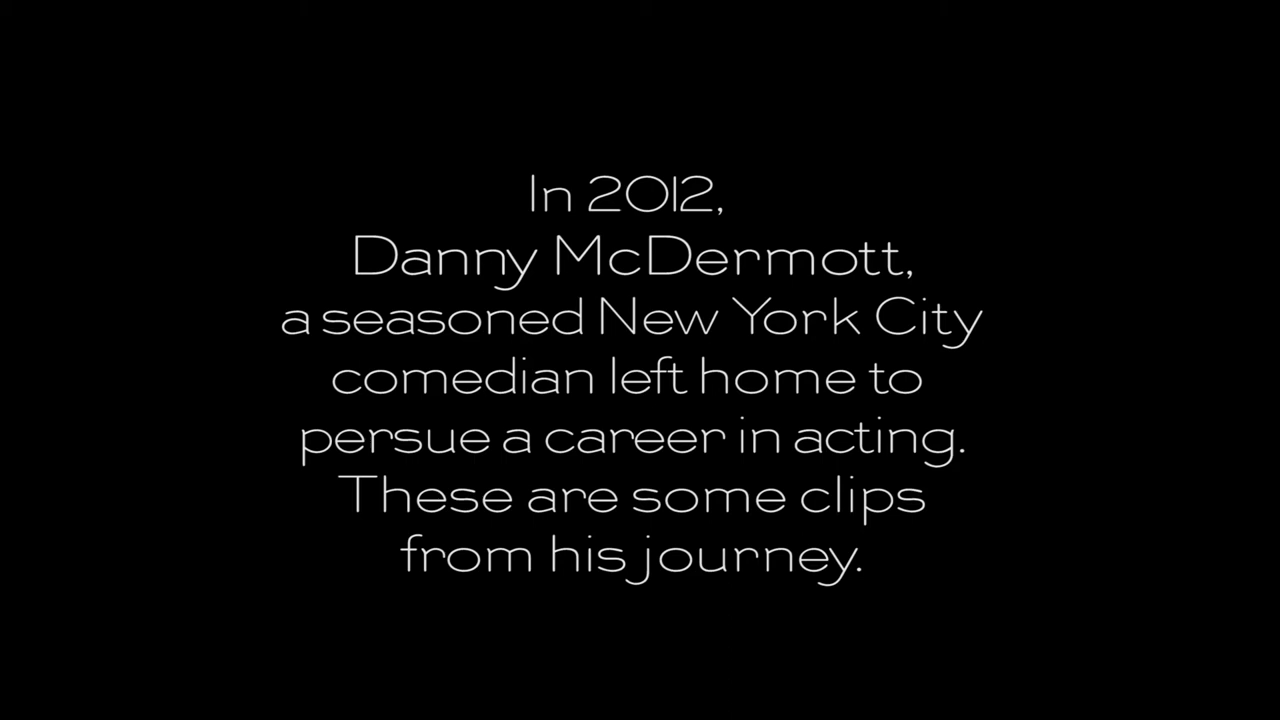 In 2012,
Danny McDermott,
a seasoned New York City
comedian left home to
persue a career in acting.
These are some clips
from his journey.